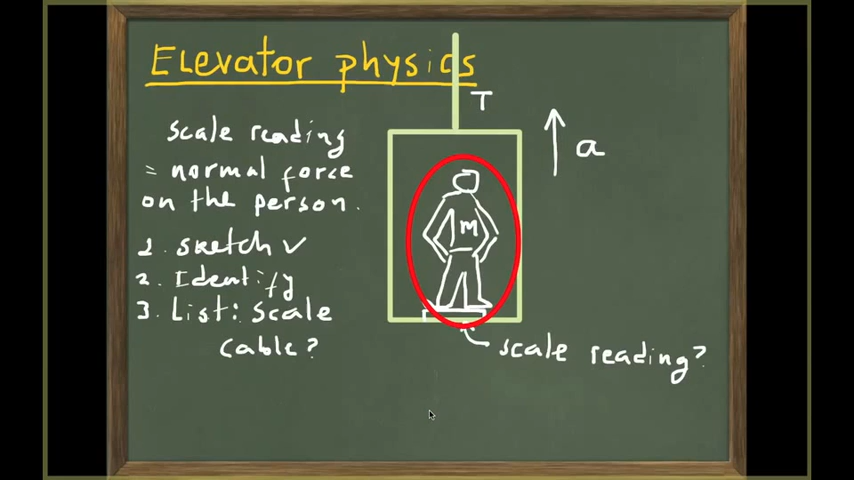 Elevator physics
T
a
scale reading
= normal force
on the person.
m
1. sketch ✓
2. Identify
3. List: scale
cable?
scale reading?